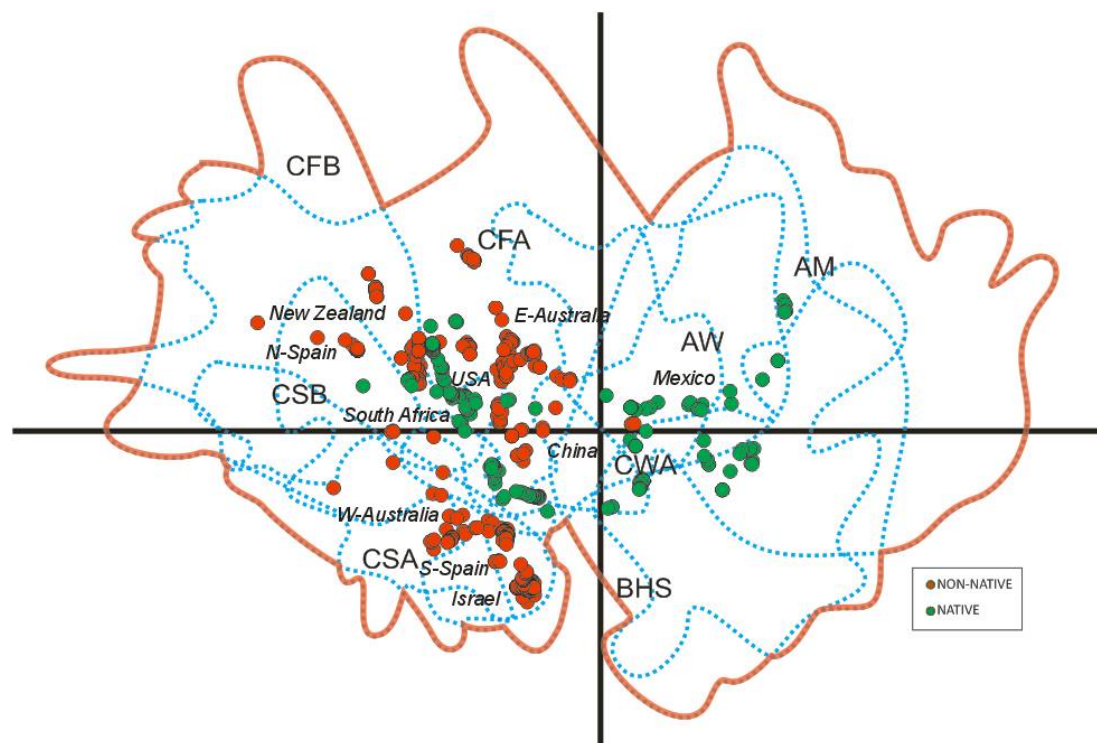 CFB
CFA
AM
New Zealand
E-Australia
N-Spain
AW
USA
Mexico
CSB
South Africa
China
CWA
W-Australia
CSA
S-Spain
BHS
Israel
NON-NATIVE
NATIVE